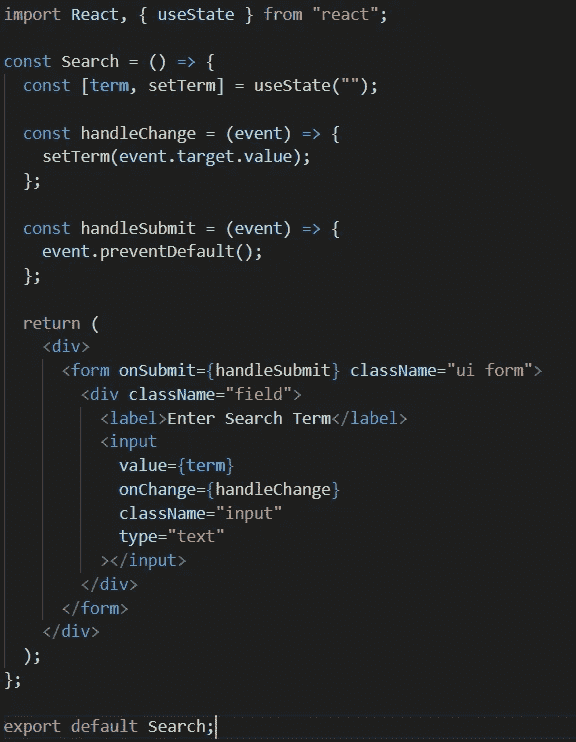 import React, { useState } from "react";

const Search = () => {
  const [term, setTerm] = useState("");

  const handleChange = (event) => {
    setTerm(event.target.value);
  };

  const handleSubmit = (event) => {
    event.preventDefault();
  };

  return (
    <div>
      <form onSubmit={handleSubmit} className="ui form">
        <div className="field">
          <label>Enter Search Term</label>
          <input
            value={term}
            onChange={handleChange}
            className="input"
            type="text"
          ></input>
        </div>
      </form>
    </div>
  );
};

export default Search;